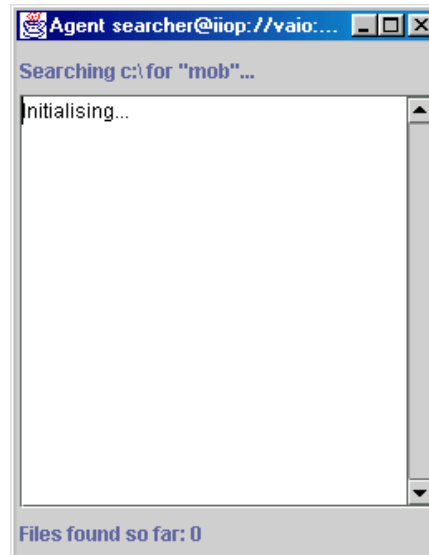 Agent searcher@iiop://vaio:...
Searching c:\ for "mob"...
Initialising...
Files found so far: 0